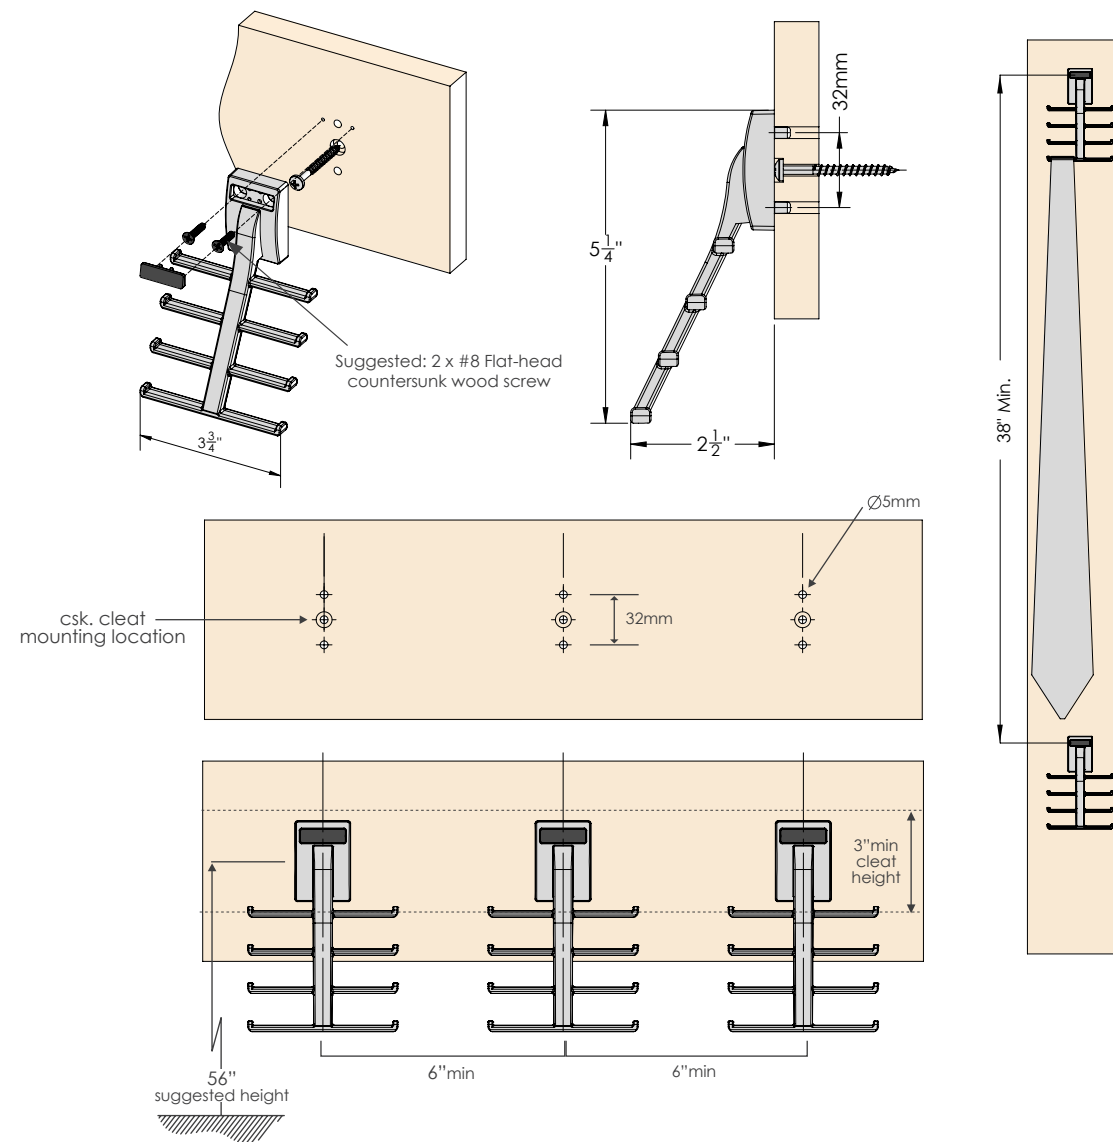 32mm
5 1/4"
2 1/2"
Suggested: 2 x #8 Flat-head
countersunk wood screw
3 3/4"
38" Min.
Ø5mm
csk. cleat
mounting location
32mm
3”min
cleat
height
6”min
6”min
56”
suggested height